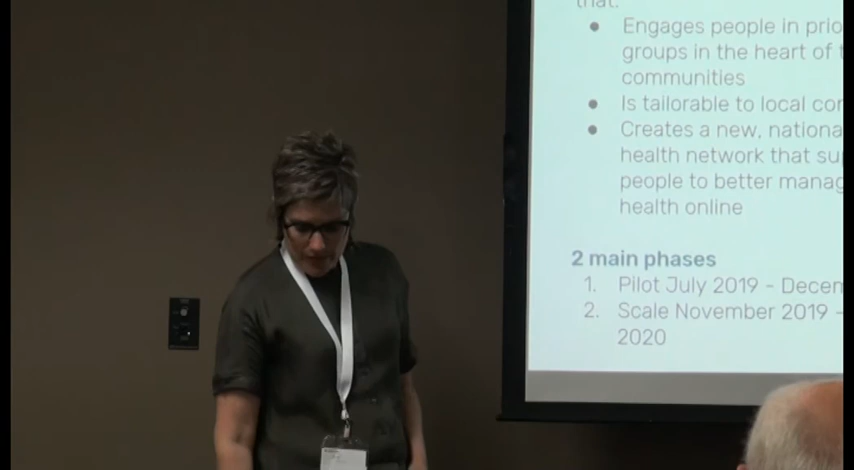 that:
● Engages people in prio
groups in the heart of t
communities
● Is tailorable to local cor
● Creates a new, nationa
health network that su
people to better manag
health online
2 main phases
1. Pilot July 2019 - Decem
2. Scale November 2019 -
2020